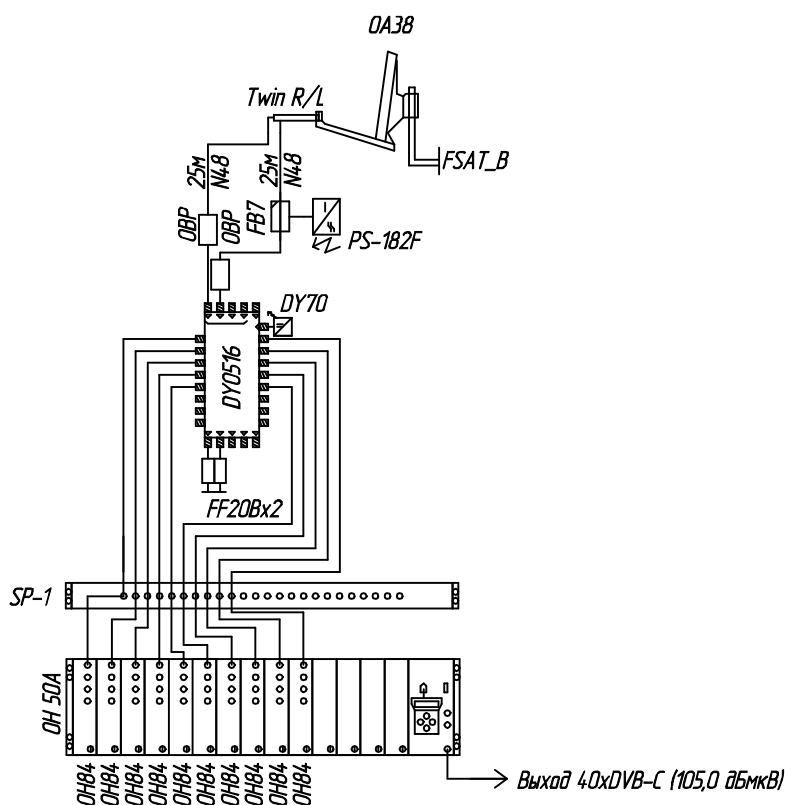 OA38
Twin R/L
FSAT_B
25м
N48
25м
N48
OBP
OBP
FB7
PS-182F
DY70
DY0516
FF20Bx2
SP-1
OH 50A
OH84
OH84
OH84
OH84
OH84
OH84
OH84
OH84
OH84
OH84
Выход 40xDVB-C (105,0 дБмкВ)